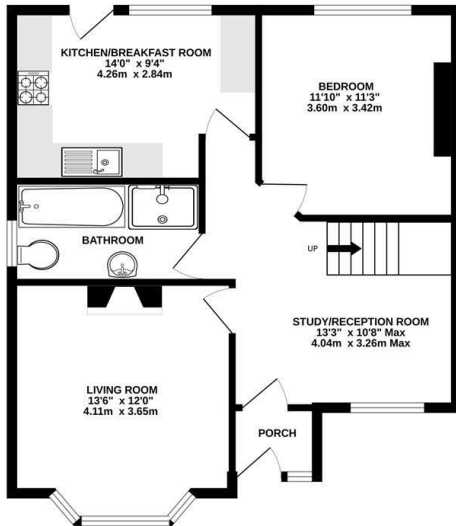 KITCHEN/BREAKFAST ROOM
14'0" x 9'4"
4.26m x 2.84m
BEDROOM
11'10" x 11'3"
3.60m x 3.42m
BATHROOM
UP
STUDY/RECEPTION ROOM
13'3" x 10'8" Max
4.04m x 3.26m Max
LIVING ROOM
13'6" x 12'0"
4.11m x 3.65m
PORCH